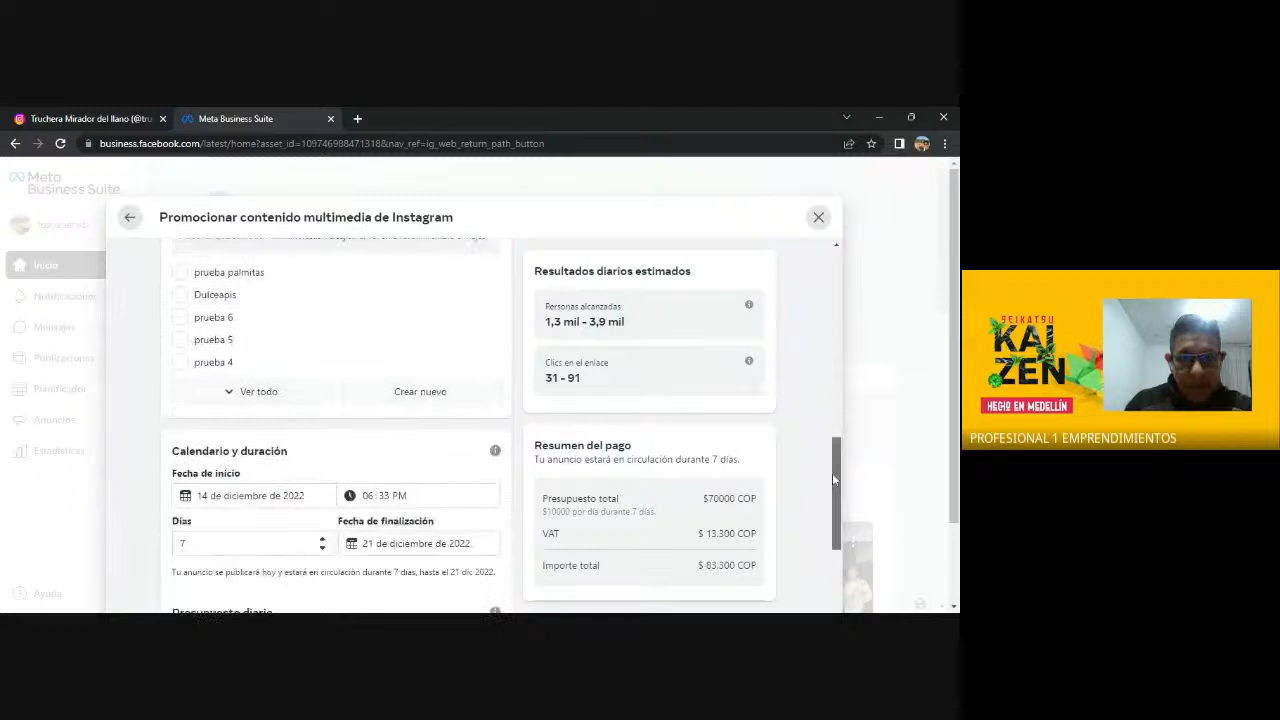 Truchera Mirador del llano (@tru
Meta Business Suite
business.facebook.com/latest/home?asset_id=109746988471318&nav_ref=ig_web_return_path_button
Meta
Business Suite
Inicio
Notificaciones
Mensajes
Publicaciones
Planificador
Anuncios
Estadísticas
Ayuda
Promocionar contenido multimedia de Instagram
prueba palmitas
Dulceapis
prueba 6
prueba 5
prueba 4
Ver todo
Crear nuevo
Calendario y duración
Fecha de inicio
14 de diciembre de 2022
06:33 PM
Días
Fecha de finalización
7
21 de diciembre de 2022
Tu anuncio se publicará hoy y estará en circulación durante 7 días, hasta el 21 dic 2022.
Presupuesto diario
Resultados diarios estimados
Personas alcanzadas
1,3 mil - 3,9 mil
Clics en el enlace
31 - 91
Resumen del pago
Tu anuncio estará en circulación durante 7 días.
Presupuesto total $70000 COP
$10000 por día durante 7 días.
VAT $ 13.300 COP
Importe total $ 83.300 COP
SEIKATSU
KAI
ZEN
HECHO EN MEDELLÍN
PROFESIONAL 1 EMPRENDIMIENTOS